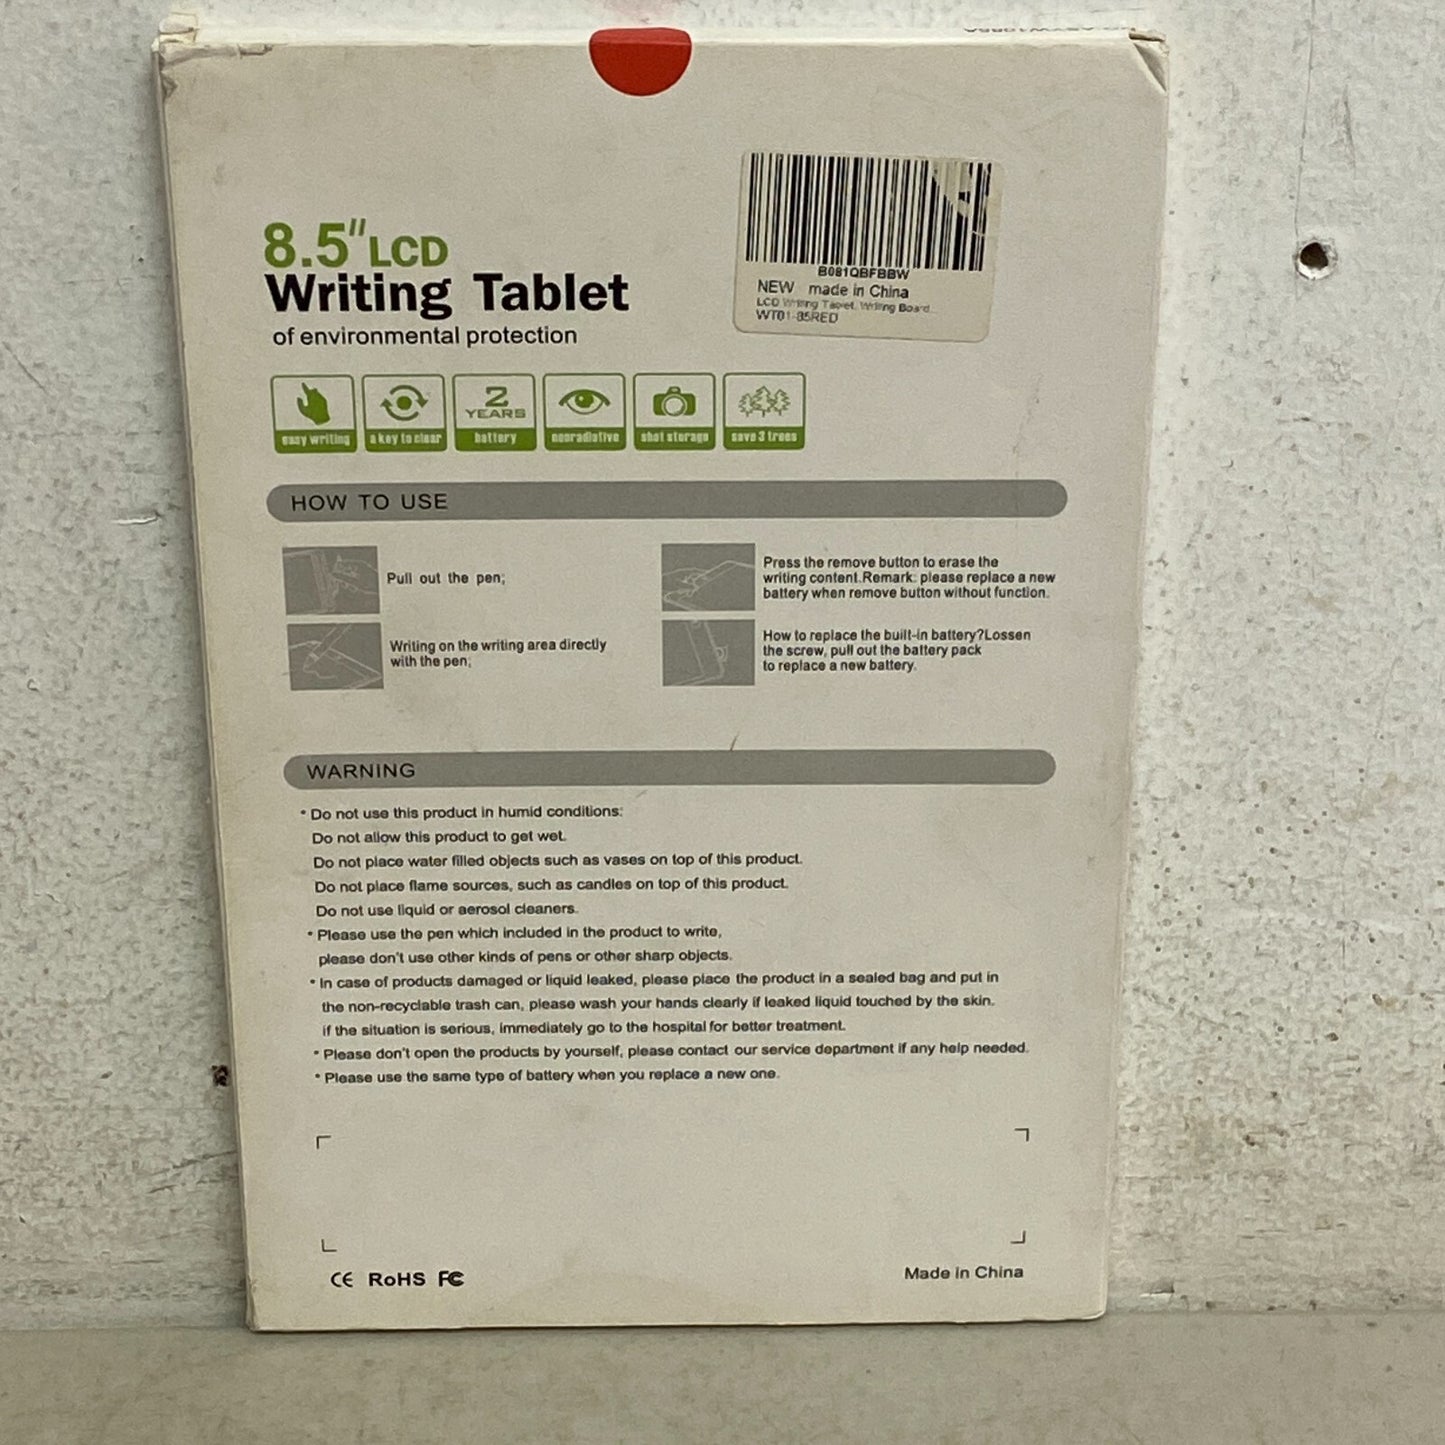 8.5"LCD
Writing Tablet
of environmental protection
B081QBFBBW
NEW made in China
LCD Writing Tablet, Writing Board
WT01-85RED
easy writing
a key to clear
2
YEARS
battery
nonradiative
shot storage
save 3 trees
HOW TO USE
Pull out the pen;
Writing on the writing area directly
with the pen;
Press the remove button to erase the
writing content.Remark: please replace a new
battery when remove button without function.
How to replace the built-in battery?Lossen
the screw, pull out the battery pack
to replace a new battery.
WARNING
* Do not use this product in humid conditions:
Do not allow this product to get wet.
Do not place water filled objects such as vases on top of this product.
Do not place flame sources, such as candles on top of this product.
Do not use liquid or aerosol cleaners.
* Please use the pen which included in the product to write,
please don't use other kinds of pens or other sharp objects.
* In case of products damaged or liquid leaked, please place the product in a sealed bag and put in
the non-recyclable trash can, please wash your hands clearly if leaked liquid touched by the skin.
if the situation is serious, immediately go to the hospital for better treatment.
* Please don't open the products by yourself, please contact our service department if any help needed.
* Please use the same type of battery when you replace a new one.
CE RoHS FC
Made in China